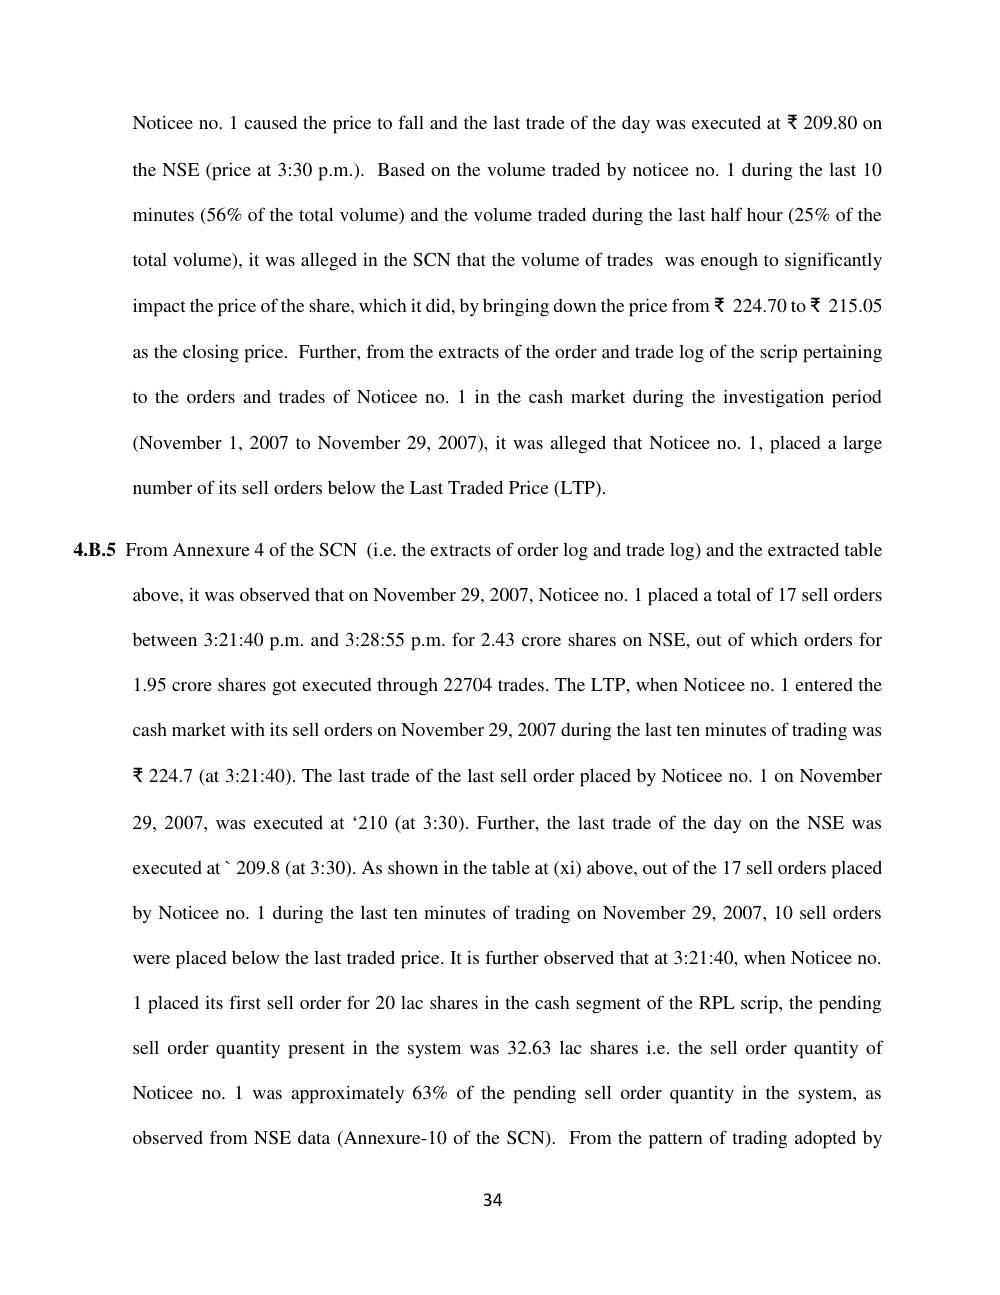 Noticee no. 1 caused the price to fall and the last trade of the day was executed at ₹ 209.80 on
the NSE (price at 3:30 p.m.).  Based on the volume traded by noticee no. 1 during the last 10
minutes (56% of the total volume) and the volume traded during the last half hour (25% of the
total volume), it was alleged in the SCN that the volume of trades  was enough to significantly
impact the price of the share, which it did, by bringing down the price from ₹  224.70 to ₹  215.05
as the closing price.  Further, from the extracts of the order and trade log of the scrip pertaining
to the orders and trades of Noticee no. 1 in the cash market during the investigation period
(November 1, 2007 to November 29, 2007), it was alleged that Noticee no. 1, placed a large
number of its sell orders below the Last Traded Price (LTP).
4.B.5  From Annexure 4 of the SCN  (i.e. the extracts of order log and trade log) and the extracted table
above, it was observed that on November 29, 2007, Noticee no. 1 placed a total of 17 sell orders
between 3:21:40 p.m. and 3:28:55 p.m. for 2.43 crore shares on NSE, out of which orders for
1.95 crore shares got executed through 22704 trades. The LTP, when Noticee no. 1 entered the
cash market with its sell orders on November 29, 2007 during the last ten minutes of trading was
₹ 224.7 (at 3:21:40). The last trade of the last sell order placed by Noticee no. 1 on November
29, 2007, was executed at ‘210 (at 3:30). Further, the last trade of the day on the NSE was
executed at ` 209.8 (at 3:30). As shown in the table at (xi) above, out of the 17 sell orders placed
by Noticee no. 1 during the last ten minutes of trading on November 29, 2007, 10 sell orders
were placed below the last traded price. It is further observed that at 3:21:40, when Noticee no.
1 placed its first sell order for 20 lac shares in the cash segment of the RPL scrip, the pending
sell order quantity present in the system was 32.63 lac shares i.e. the sell order quantity of
Noticee no. 1 was approximately 63% of the pending sell order quantity in the system, as
observed from NSE data (Annexure-10 of the SCN).  From the pattern of trading adopted by
34